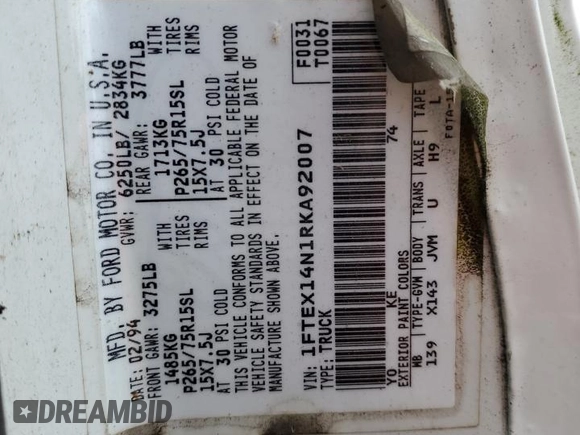 MFD. BY FORD MOTOR CO. IN U.S.A.
DATE: 02/94 GVWR: 6250LB/ 2834KG
FRONT GAWR: 3275LB REAR GAWR: 3777LB
1485KG 1713KG
P265/75R15SL TIRES P265/75R15SL TIRES
15X7.5J RIMS 15X7.5J RIMS
AT 30 PSI COLD AT 30 PSI COLD
THIS VEHICLE CONFORMS TO ALL APPLICABLE FEDERAL MOTOR
VEHICLE SAFETY STANDARDS IN EFFECT ON THE DATE OF
MANUFACTURE SHOWN ABOVE.
VIN: 1FTEX14N1RKA92007
TYPE: TRUCK
F0031
T0067
YO KE 74
EXTERIOR PAINT COLORS
WB TYPE-GVW BODY TRANS AXLE TAPE
139 X143 JVM U H9 L
DREAMBID